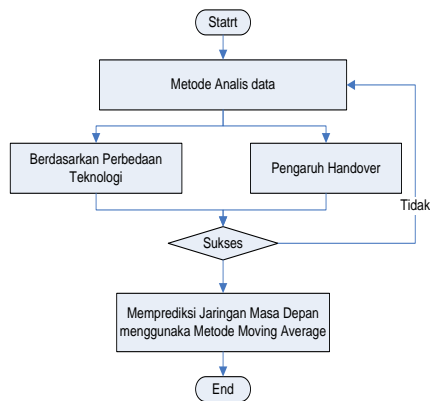 Statrt
Metode Analis data
Berdasarkan Perbedaan
Teknologi
Pengaruh Handover
Tidak
Sukses
Memprediksi Jaringan Masa Depan
menggunaka Metode Moving Average
End